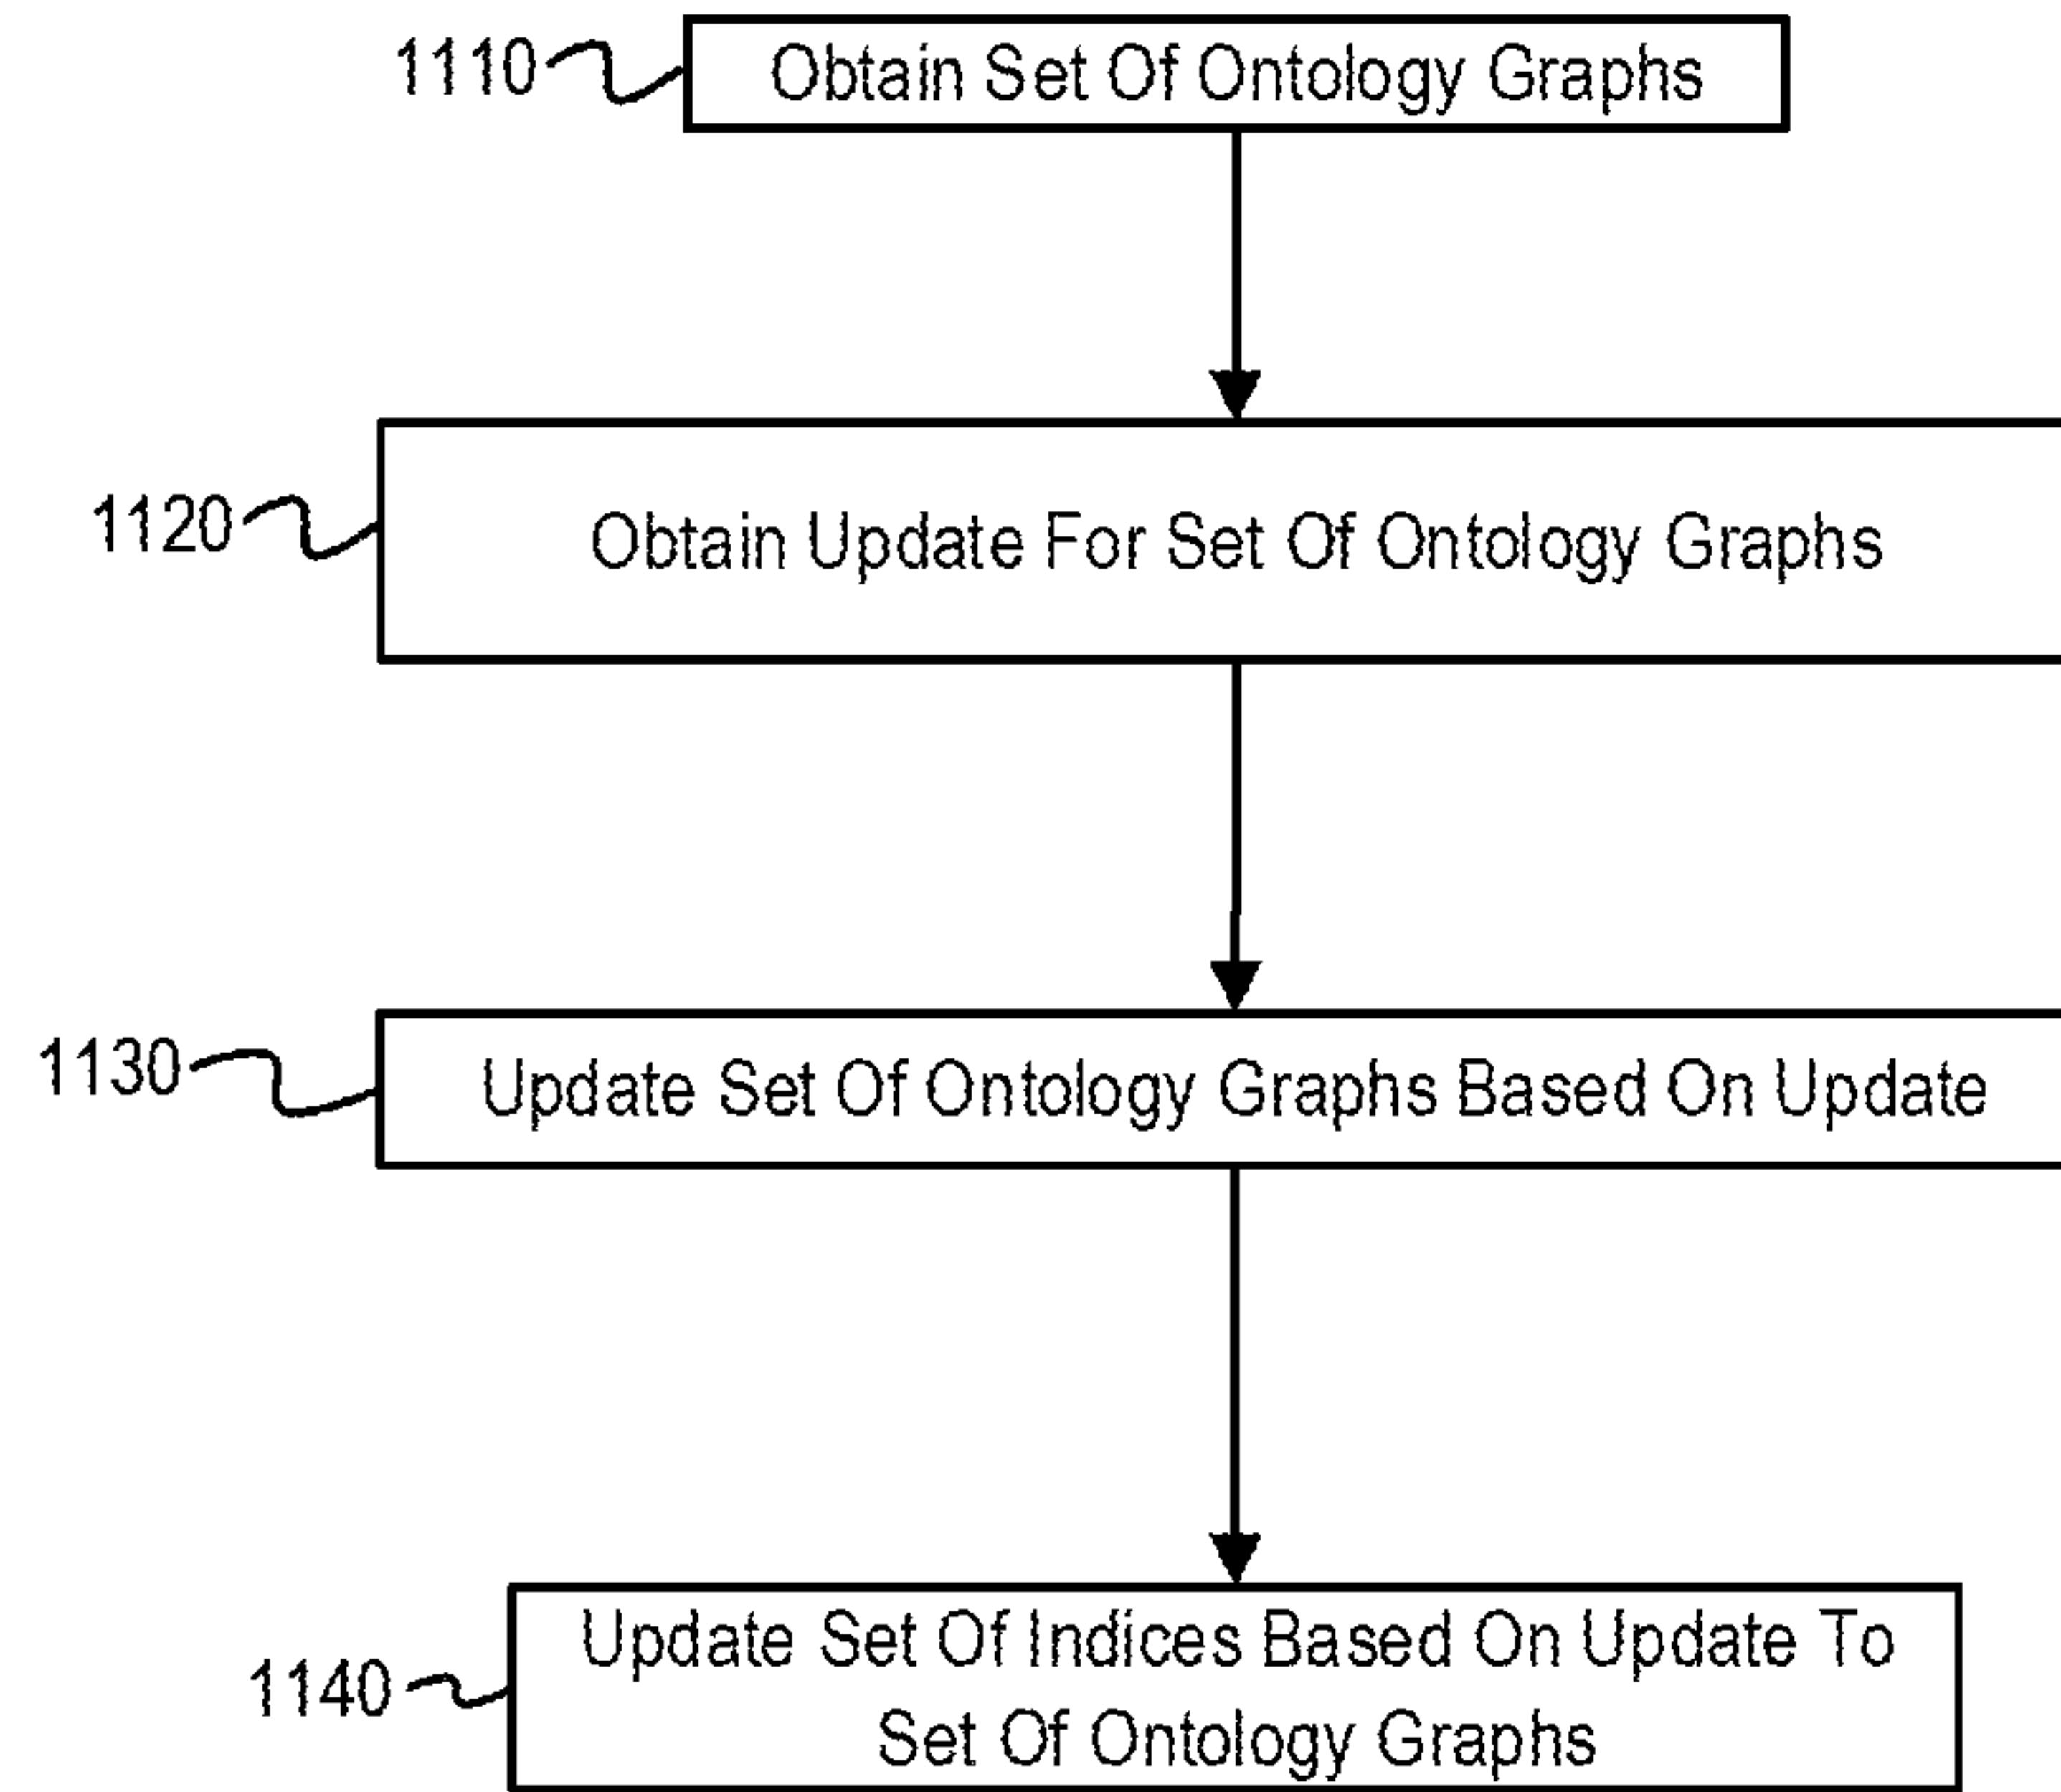 1110
Obtain Set Of Ontology Graphs
1120
Obtain Update For Set Of Ontology Graphs
1130
Update Set Of Ontology Graphs Based On Update
1140
Update Set Of Indices Based On Update To
Set Of Ontology Graphs